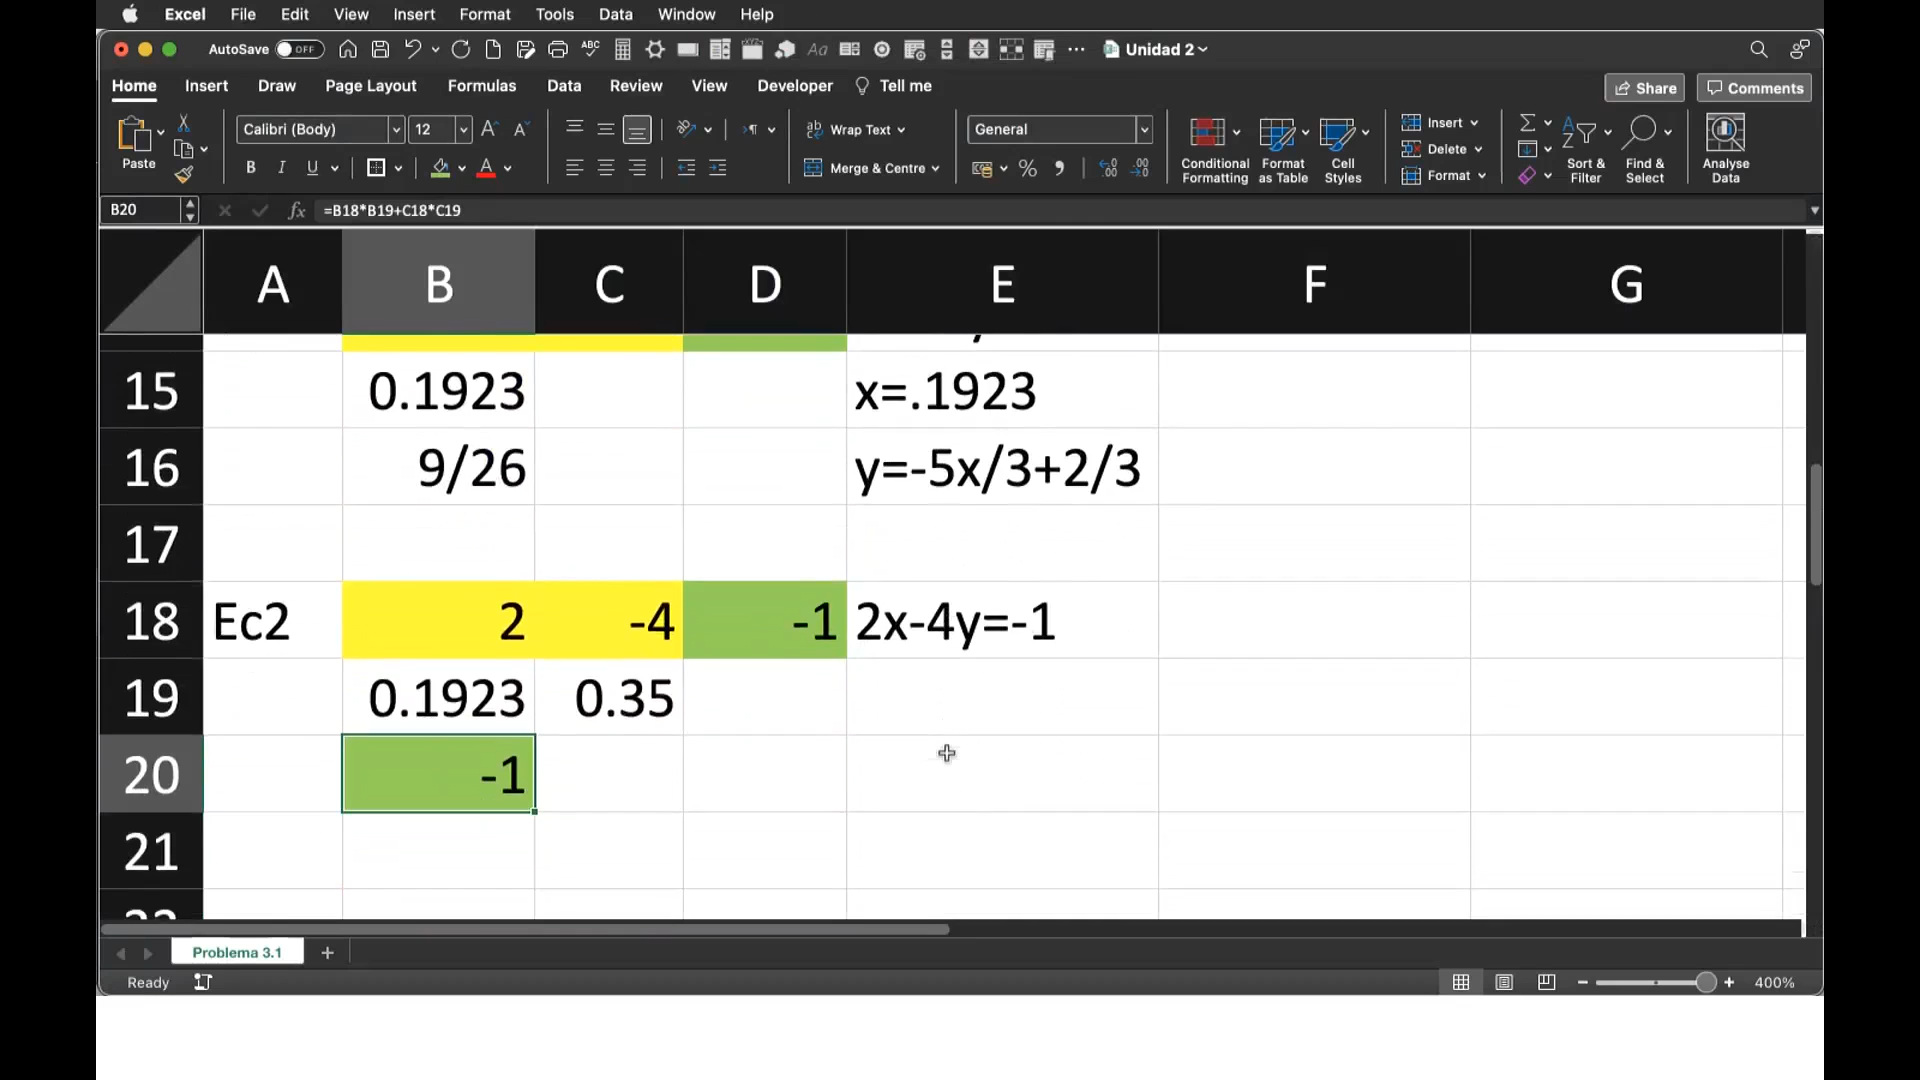 Excel File Edit View Insert Format Tools Data Window Help
AutoSave OFF ABC Aa ... Unidad 2
Home Insert Draw Page Layout Formulas Data Review View Developer Tell me Share Comments
Paste Calibri (Body) 12 A A Wrap Text General Conditional Formatting Format as Table Cell Styles Insert Delete Format Sort & Filter Find & Select Analyse Data
B I U A Merge & Centre %
B20 fx =B18*B19+C18*C19
A B C D E F G
15 0.1923 x=.1923
16 9/26 y=-5x/3+2/3
17
18 Ec2 2 -4 -1 2x-4y=-1
19 0.1923 0.35
20 -1
21
Problema 3.1 +
Ready 400%